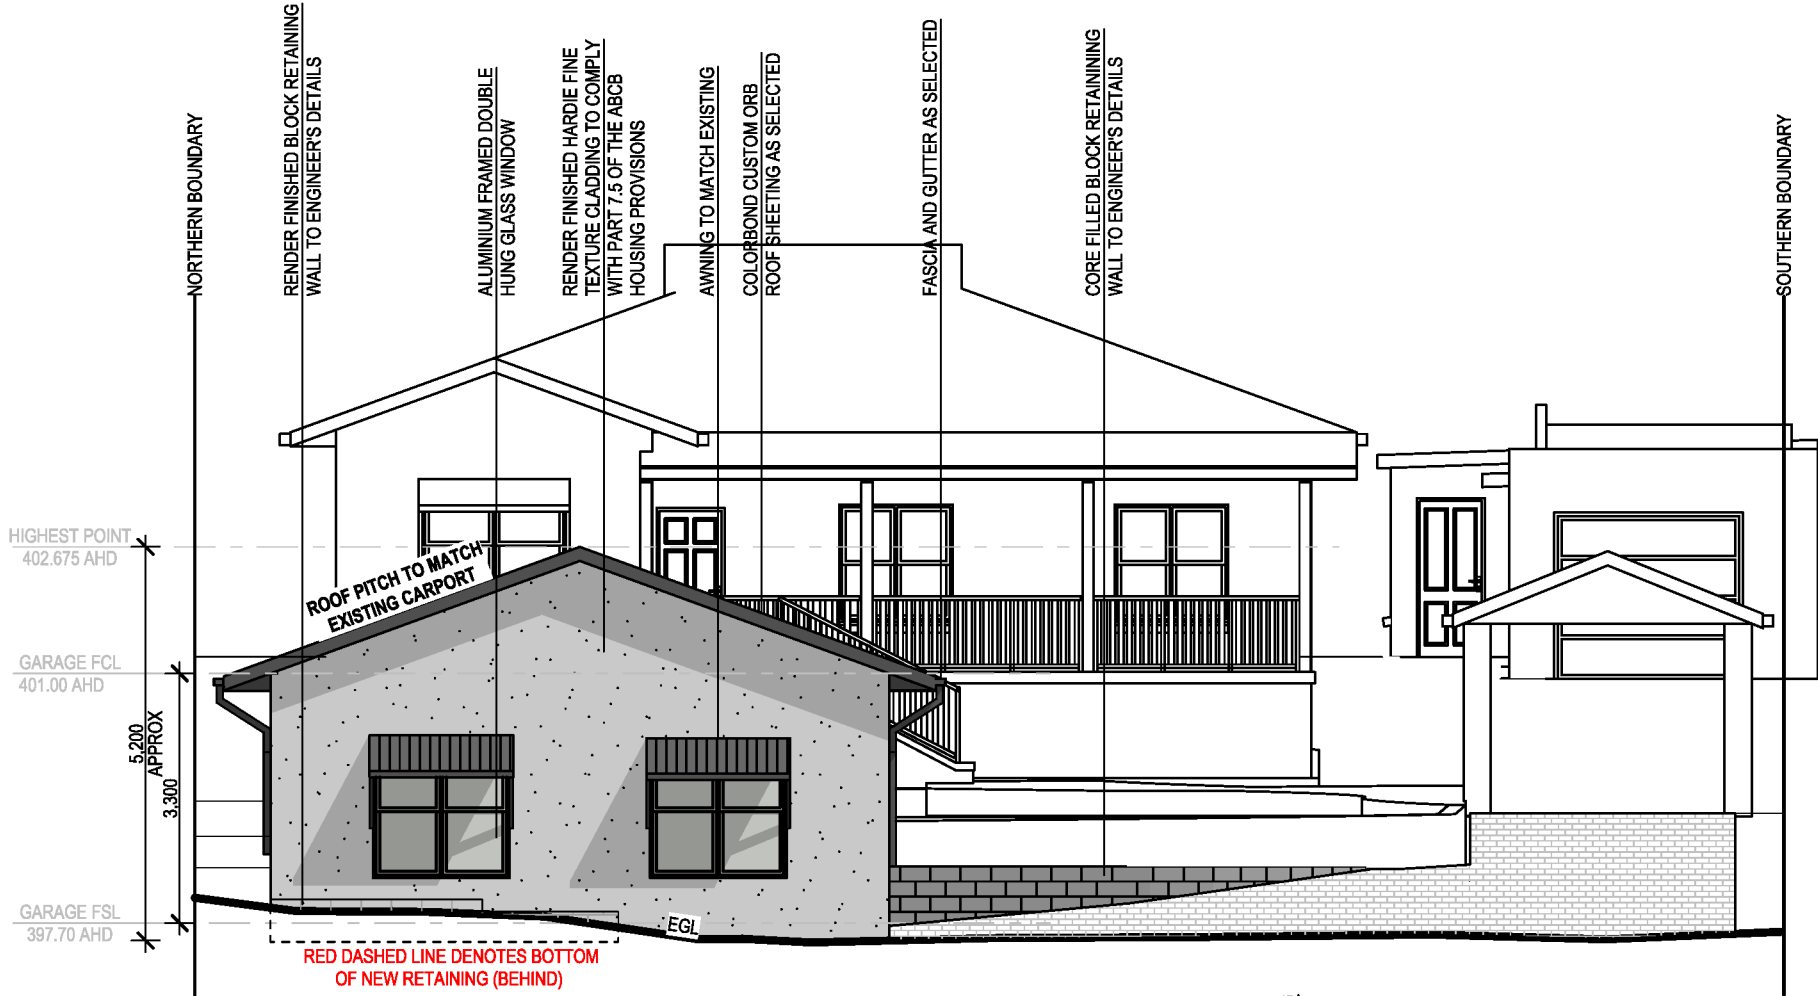 NORTHERN BOUNDARY
RENDER FINISHED BLOCK RETAINING
WALL TO ENGINEER'S DETAILS
ALUMINIUM FRAMED DOUBLE
HUNG GLASS WINDOW
RENDER FINISHED HARDIE FINE
TEXTURE CLADDING TO COMPLY
WITH PART 7.5 OF THE ABCB
HOUSING PROVISIONS
AWNING TO MATCH EXISTING
COLORBOND CUSTOM ORB
ROOF SHEETING AS SELECTED
FASCIA AND GUTTER AS SELECTED
CORE FILLED BLOCK RETAINING
WALL TO ENGINEER'S DETAILS
SOUTHERN BOUNDARY
HIGHEST POINT
402.675 AHD
ROOF PITCH TO MATCH
EXISTING CARPORT
GARAGE FCL
401.00 AHD
5,200
APPROX
3,300
GARAGE FSL
397.70 AHD
EGL
RED DASHED LINE DENOTES BOTTOM
OF NEW RETAINING (BEHIND)